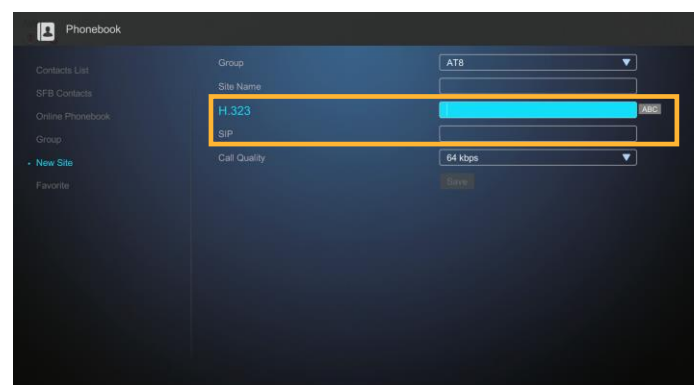 Phonebook
Contacts List
SFB Contacts
Online Phonebook
Group
New Site
Favorite
Group AT8
Site Name
H.323 ABC
SIP
Call Quality 64 kbps
Save